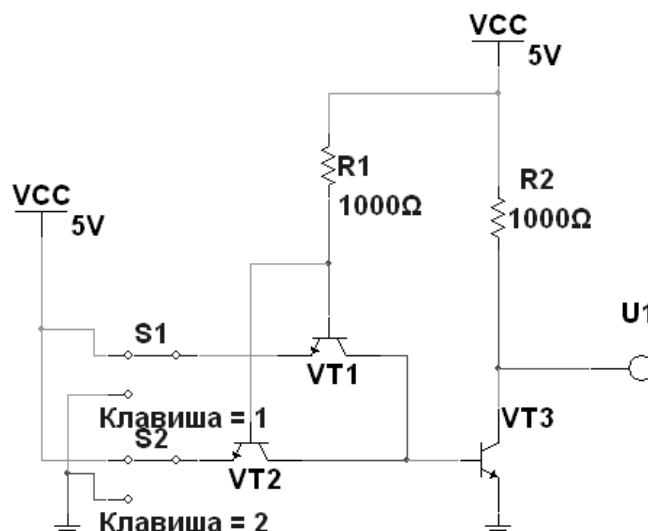 VCC
5V
R1
1000Ω
R2
1000Ω
VCC
5V
U1
S1
VT1
Клавиша = 1
VT3
S2
VT2
Клавиша = 2